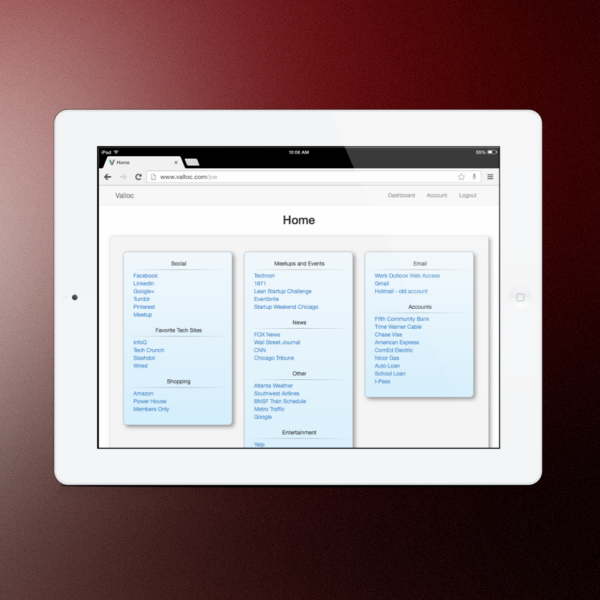 iPad
10:08 AM
55%
Home
www.valloc.com/joe
Valloc
Dashboard
Account
Logout
Home
Social
Facebook
Linkedin
Google+
Tumblr
Pinterest
Meetup
Favorite Tech Sites
InfoQ
Tech Crunch
Slashdot
Wired
Shopping
Amazon
Power House
Members Only
Meetups and Events
Technori
1871
Lean Startup Challenge
Eventbrite
Startup Weekend Chicago
News
FOX News
Wall Street Journal
CNN
Chicago Tribune
Other
Atlanta Weather
Southwest Airlines
BNSF Train Schedule
Metro Traffic
Google
Entertainment
Yelp
Email
Work Outlook Web Access
Gmail
Hotmail - old account
Accounts
Fifth Community Bank
Time Warner Cable
Chase Visa
American Express
ComEd Electric
Nicor Gas
Auto Loan
School Loan
I-Pass